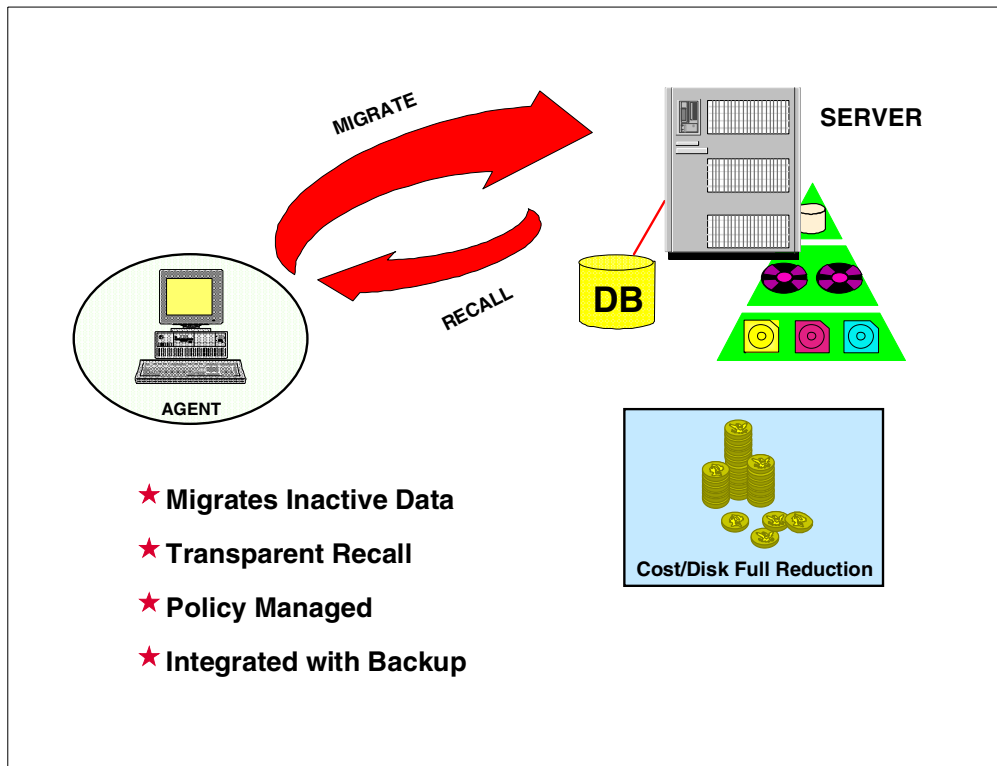 MIGRATE
SERVER
DB
RECALL
AGENT
Cost/Disk Full Reduction
Migrates Inactive Data
Transparent Recall
Policy Managed
Integrated with Backup